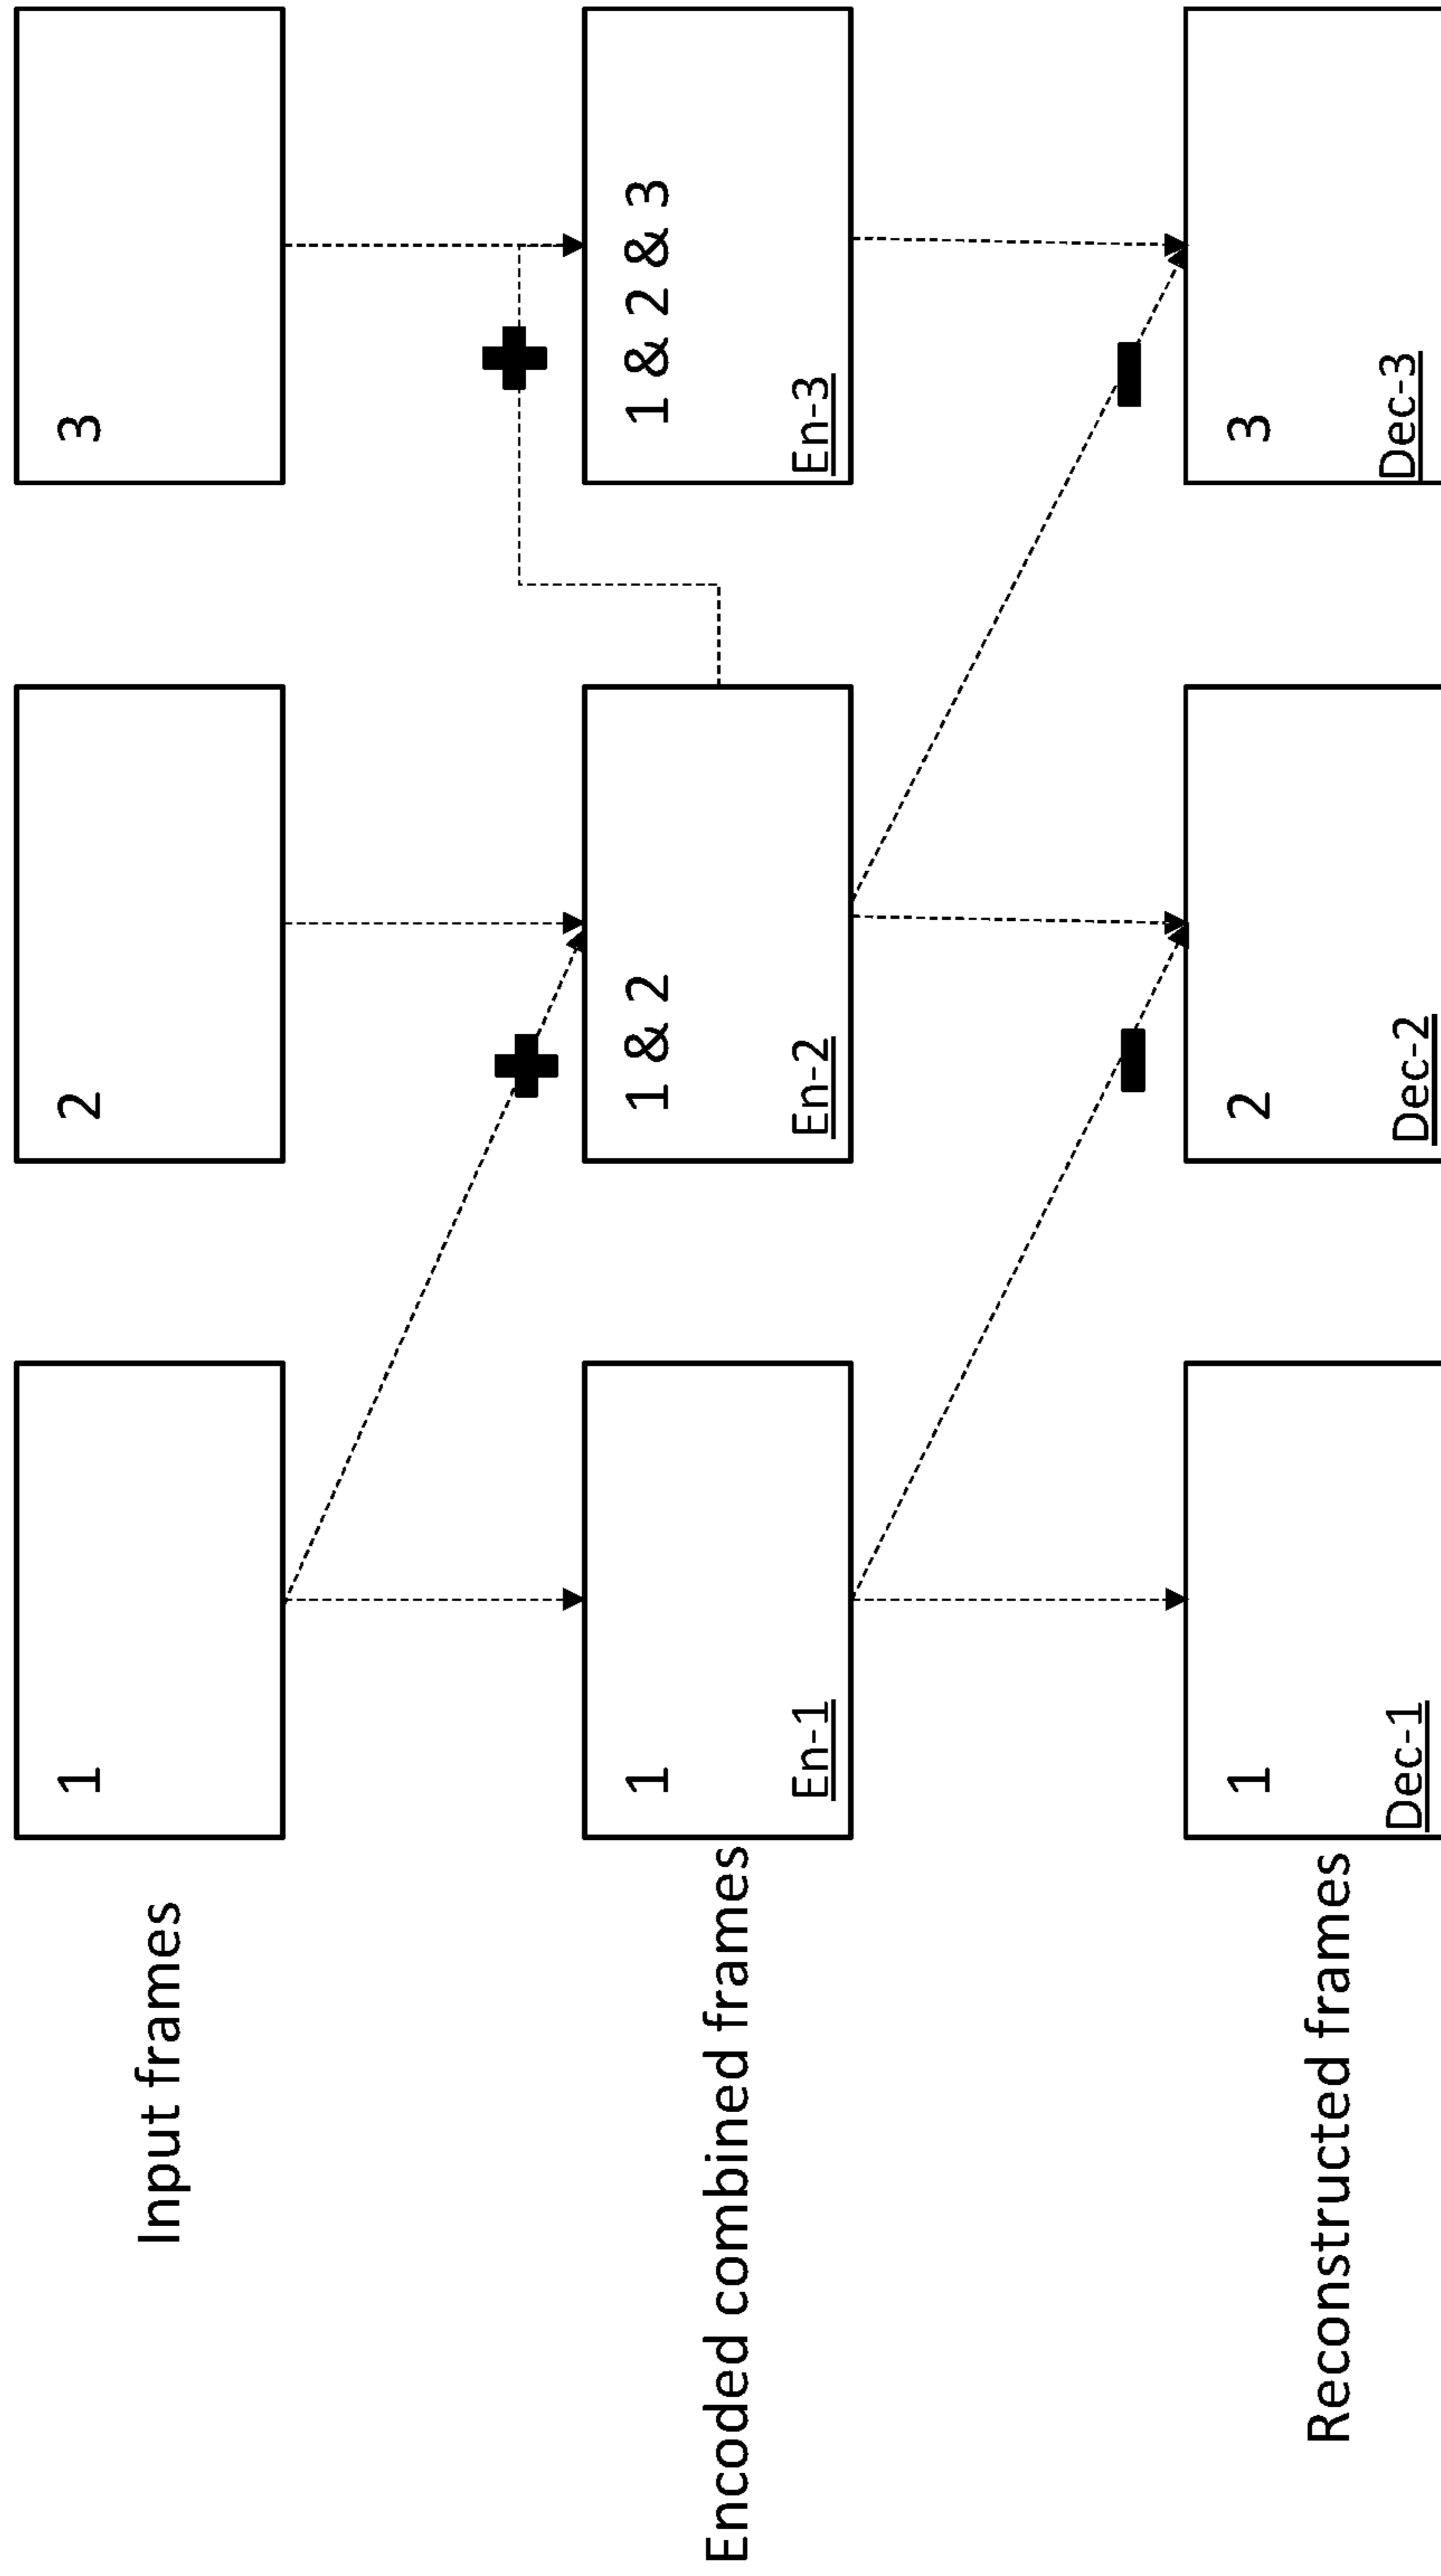 Input frames
1
2
3
Encoded combined frames
1
En-1
1 & 2
En-2
1 & 2 & 3
En-3
Reconstructed frames
1
Dec-1
2
Dec-2
3
Dec-3